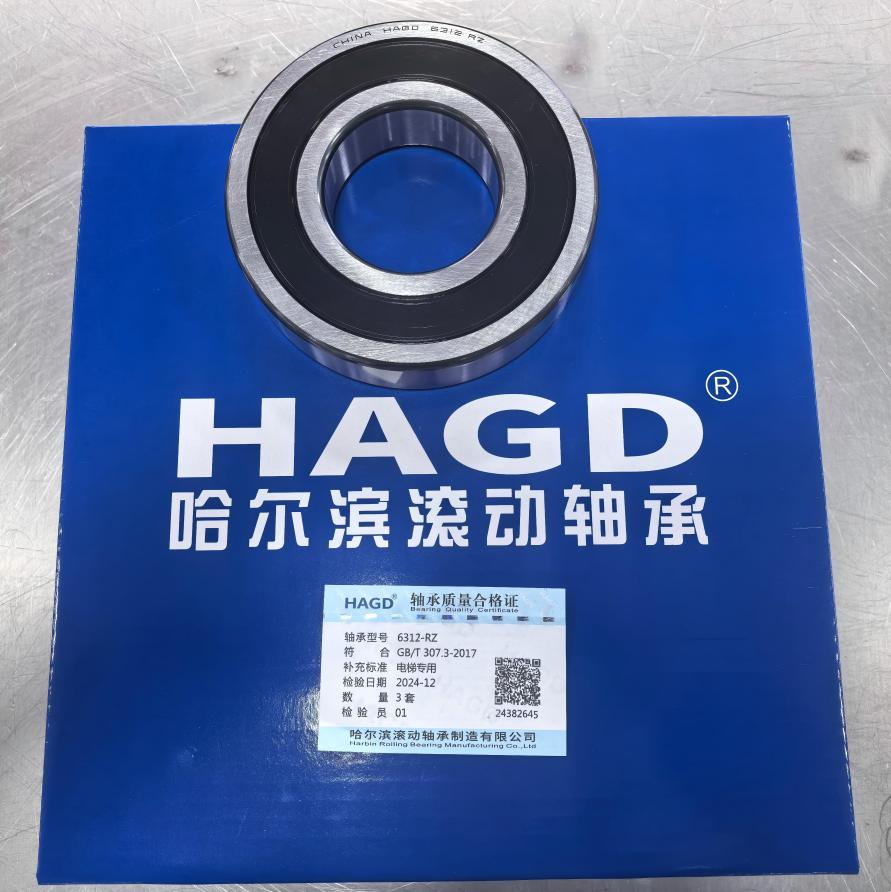 CHINA HAGD 6312 RZ
HAGD®
哈尔滨滚动轴承
HAGD® 轴承质量合格证
Bearing Quality Certificate
轴承型号 6312-RZ
符 合 GB/T 307.3-2017
补充标准 电梯专用
检验日期 2024-12
数 量 3 套
检 验 员 01
24382645
哈尔滨滚动轴承制造有限公司
Harbin Rolling Bearing Manufacturing Co.,Ltd